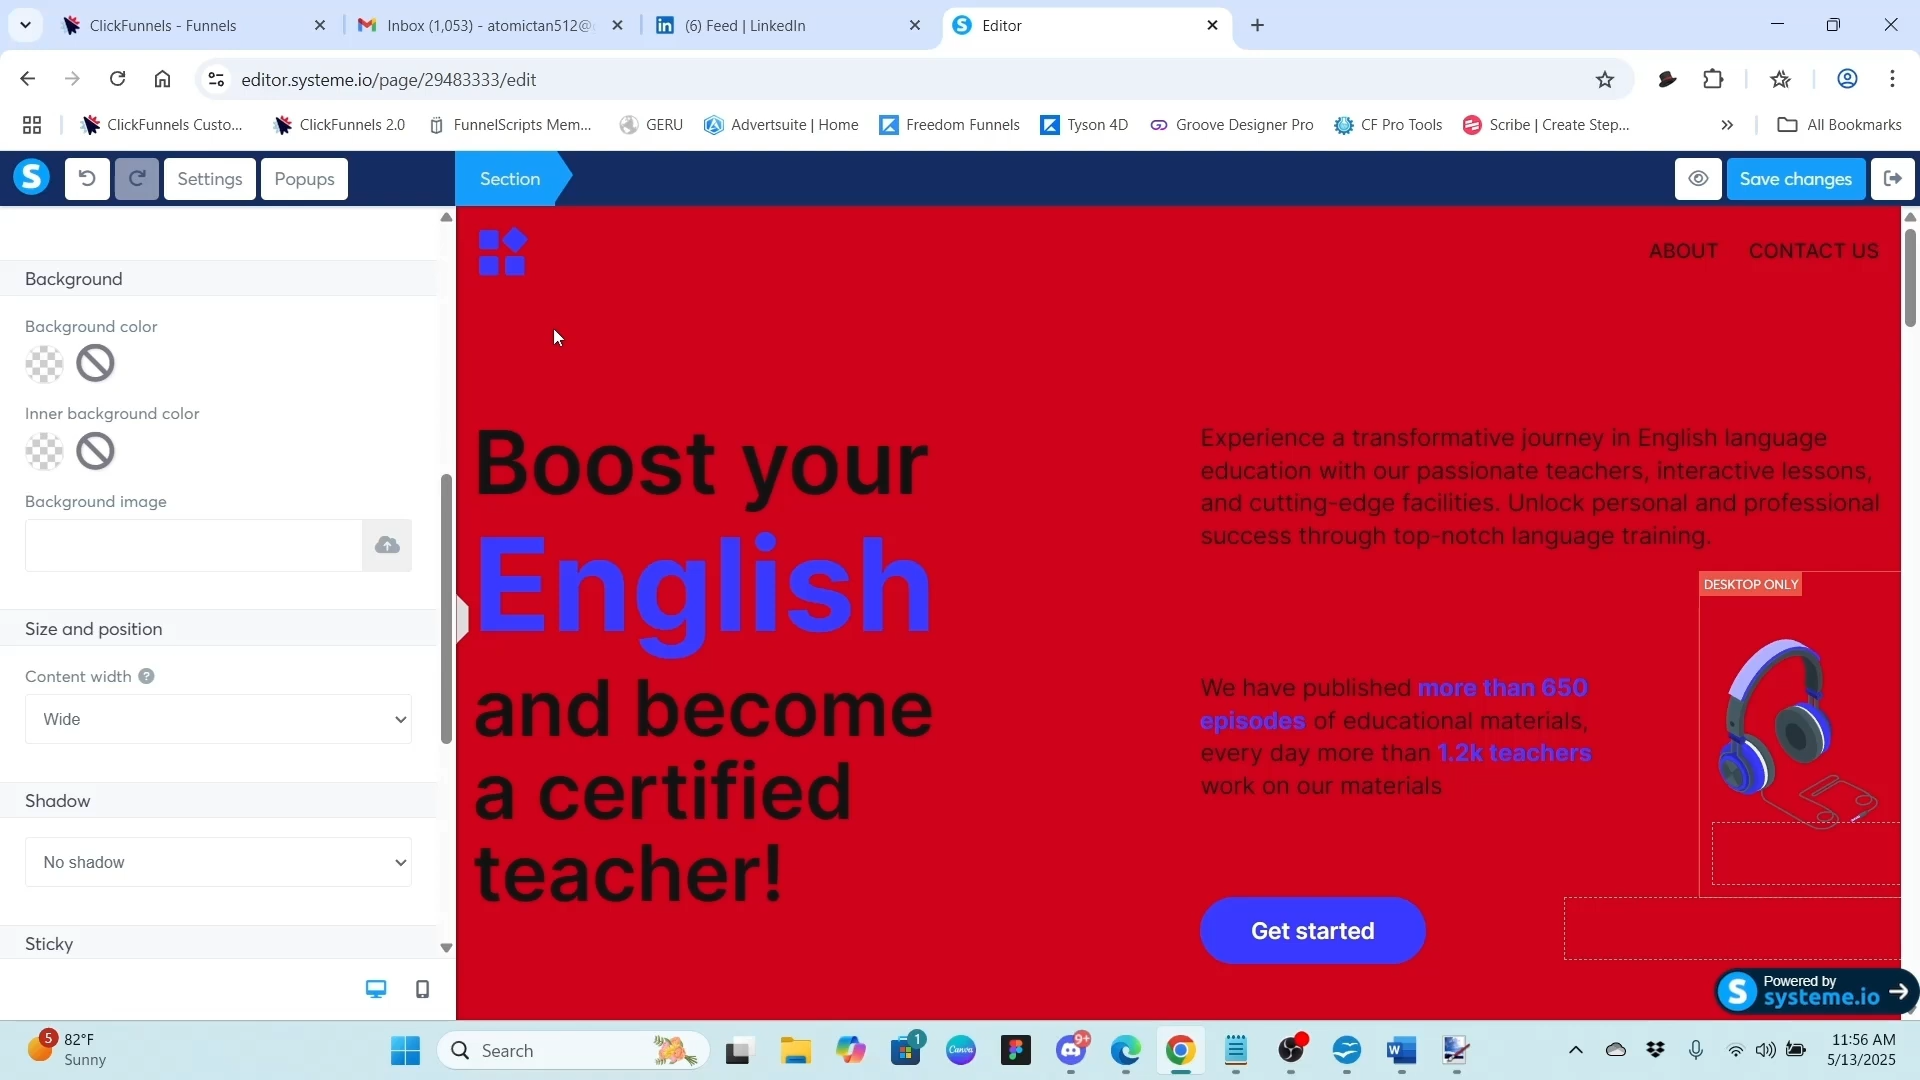 ClickFunnels - Funnels
Inbox (1,053) - atomictan512@
(6) Feed | LinkedIn
Editor
editor.systeme.io/page/29483333/edit
ClickFunnels Custo...
ClickFunnels 2.0
FunnelScripts Mem...
GERU
Advertsuite | Home
Freedom Funnels
Tyson 4D
Groove Designer Pro
CF Pro Tools
Scribe | Create Step...
All Bookmarks
Settings
Popups
Section
Save changes
Background
Background color
Inner background color
Background image
Size and position
Content width
Wide
Shadow
No shadow
Sticky
ABOUT
CONTACT US
Boost your
English
and become
a certified
teacher!
Experience a transformative journey in English language
education with our passionate teachers, interactive lessons,
and cutting-edge facilities. Unlock personal and professional
success through top-notch language training.
DESKTOP ONLY
We have published more than 650
episodes of educational materials,
every day more than 1.2k teachers
work on our materials
Get started
Powered by
systeme.io
5
82°F
Sunny
Search
1
Canva
9+
11:56 AM
5/13/2025